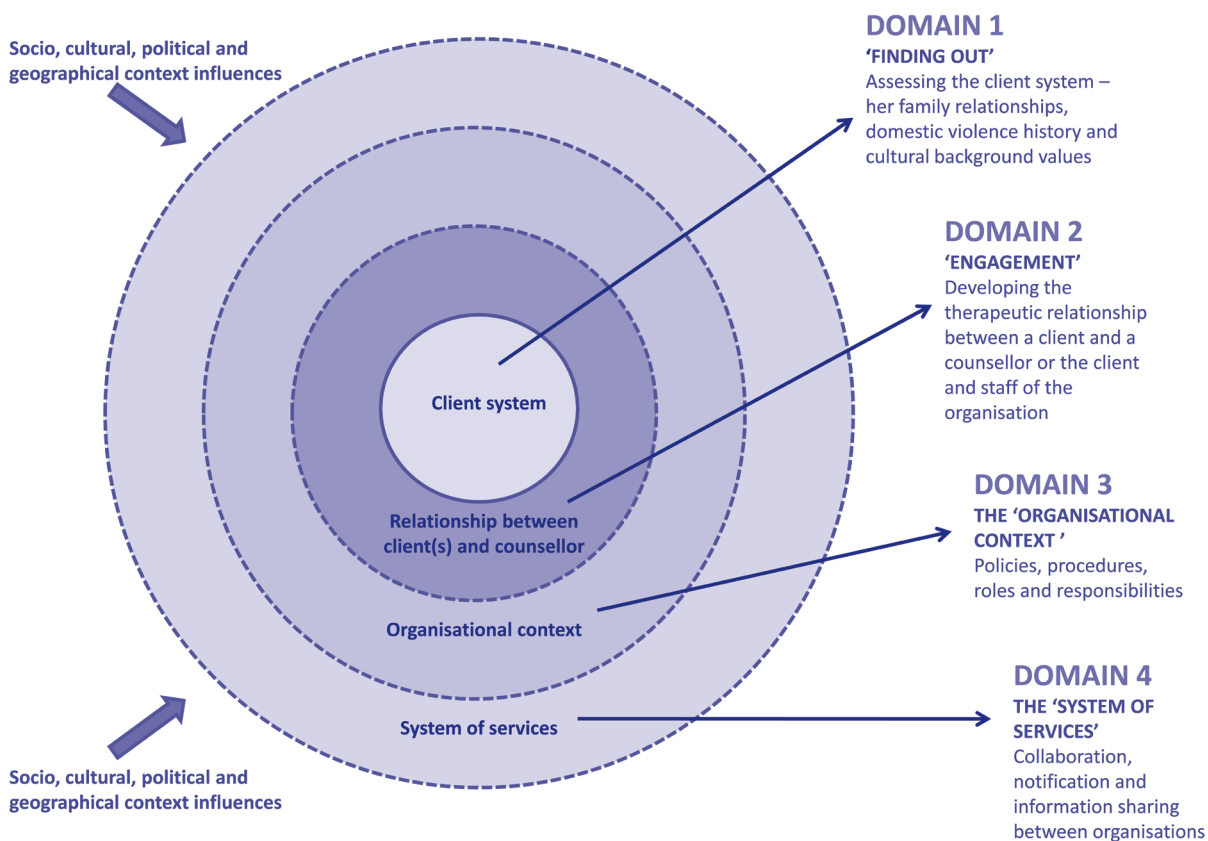 Socio, cultural, political and
geographical context influences
Client system
Relationship between
client(s) and counsellor
Organisational context
System of services
Socio, cultural, political and
geographical context influences
DOMAIN 1
‘FINDING OUT’
Assessing the client system –
her family relationships,
domestic violence history and
cultural background values
DOMAIN 2
‘ENGAGEMENT’
Developing the
therapeutic relationship
between a client and a
counsellor or the client
and staff of the
organisation
DOMAIN 3
THE ‘ORGANISATIONAL
CONTEXT ’
Policies, procedures,
roles and responsibilities
DOMAIN 4
THE ‘SYSTEM OF
SERVICES’
Collaboration,
notification and
information sharing
between organisations